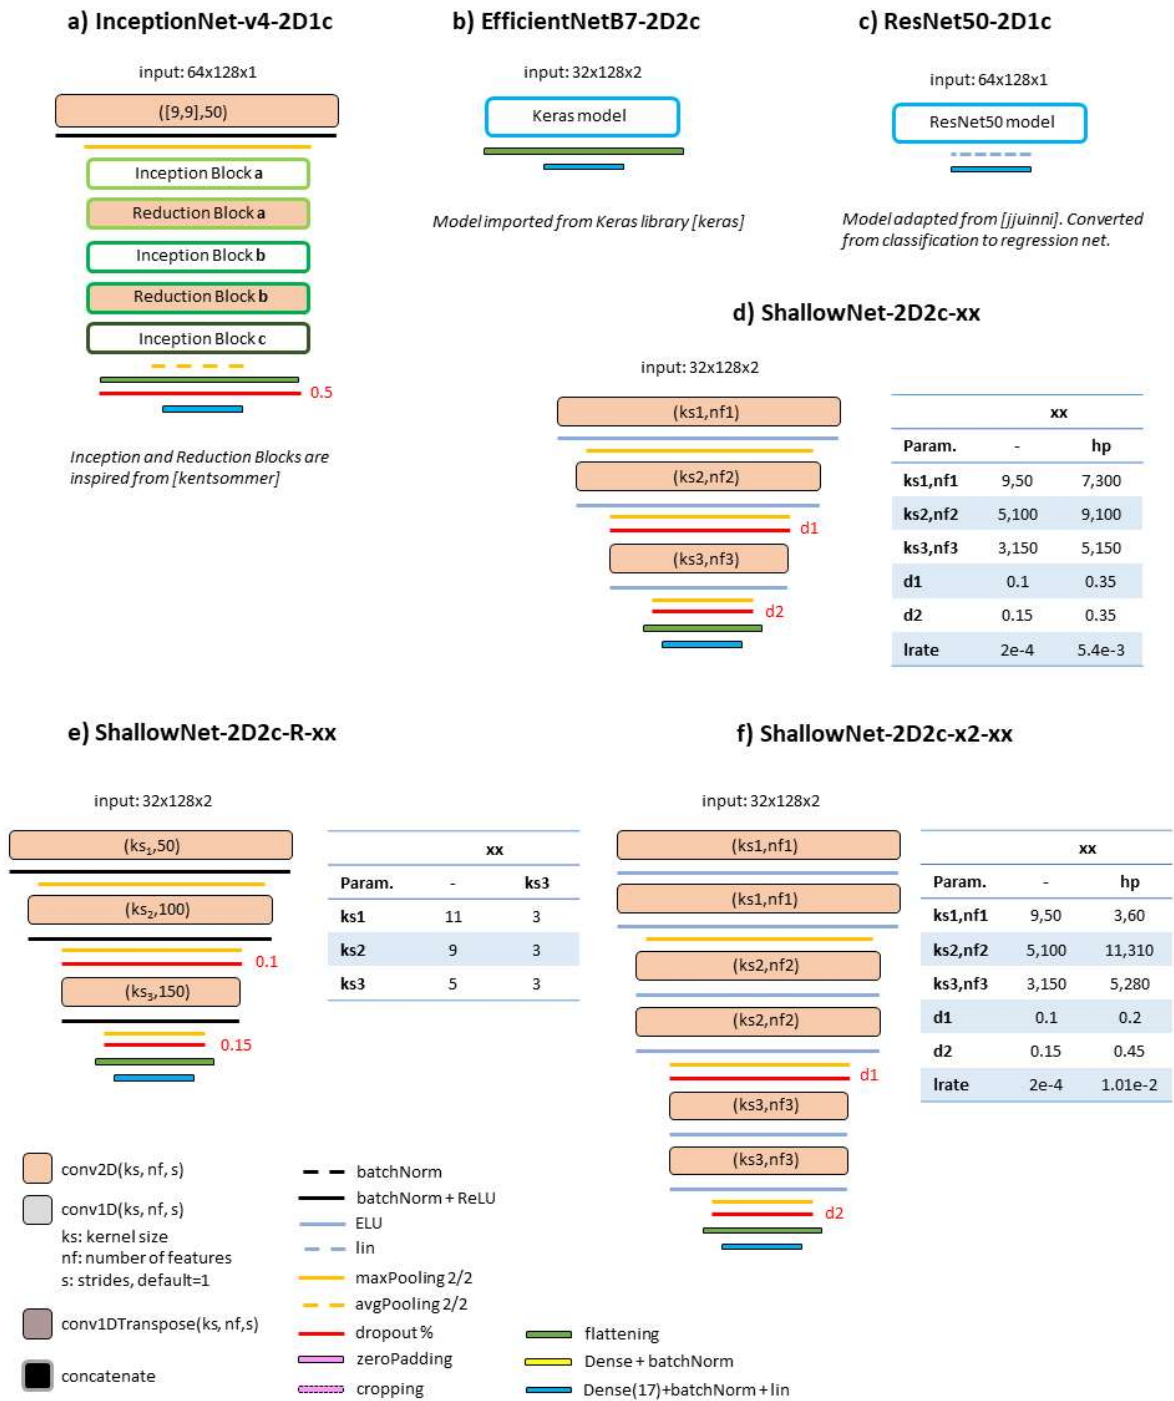 a) InceptionNet-v4-2D1c
input: 64x128x1
([9,9],50)
Inception Block a
Reduction Block a
Inception Block b
Reduction Block b
Inception Block c
0.5
Inception and Reduction Blocks are
inspired from [kentsommer]
b) EfficientNetB7-2D2c
input: 32x128x2
Keras model
Model imported from Keras library [keras]
c) ResNet50-2D1c
input: 64x128x1
ResNet50 model
Model adapted from [jjuinni]. Converted
from classification to regression net.
d) ShallowNet-2D2c-xx
input: 32x128x2
(ks1,nf1)
(ks2,nf2)
d1
(ks3,nf3)
d2
xx
Param. - hp
ks1,nf1 9,50 7,300
ks2,nf2 5,100 9,100
ks3,nf3 3,150 5,150
d1 0.1 0.35
d2 0.15 0.35
lrate 2e-4 5.4e-3
e) ShallowNet-2D2c-R-xx
input: 32x128x2
(ks₁,50)
(ks₂,100)
0.1
(ks₃,150)
0.15
xx
Param. - ks3
ks1 11 3
ks2 9 3
ks3 5 3
f) ShallowNet-2D2c-x2-xx
input: 32x128x2
(ks1,nf1)
(ks1,nf1)
(ks2,nf2)
(ks2,nf2)
d1
(ks3,nf3)
(ks3,nf3)
d2
xx
Param. - hp
ks1,nf1 9,50 3,60
ks2,nf2 5,100 11,310
ks3,nf3 3,150 5,280
d1 0.1 0.2
d2 0.15 0.45
lrate 2e-4 1.01e-2
conv2D(ks, nf, s)
conv1D(ks, nf, s)
ks: kernel size
nf: number of features
s: strides, default=1
conv1DTranspose(ks, nf,s)
concatenate
batchNorm
batchNorm + ReLU
ELU
lin
maxPooling 2/2
avgPooling 2/2
dropout %
zeroPadding
cropping
flattening
Dense + batchNorm
Dense(17)+batchNorm + lin